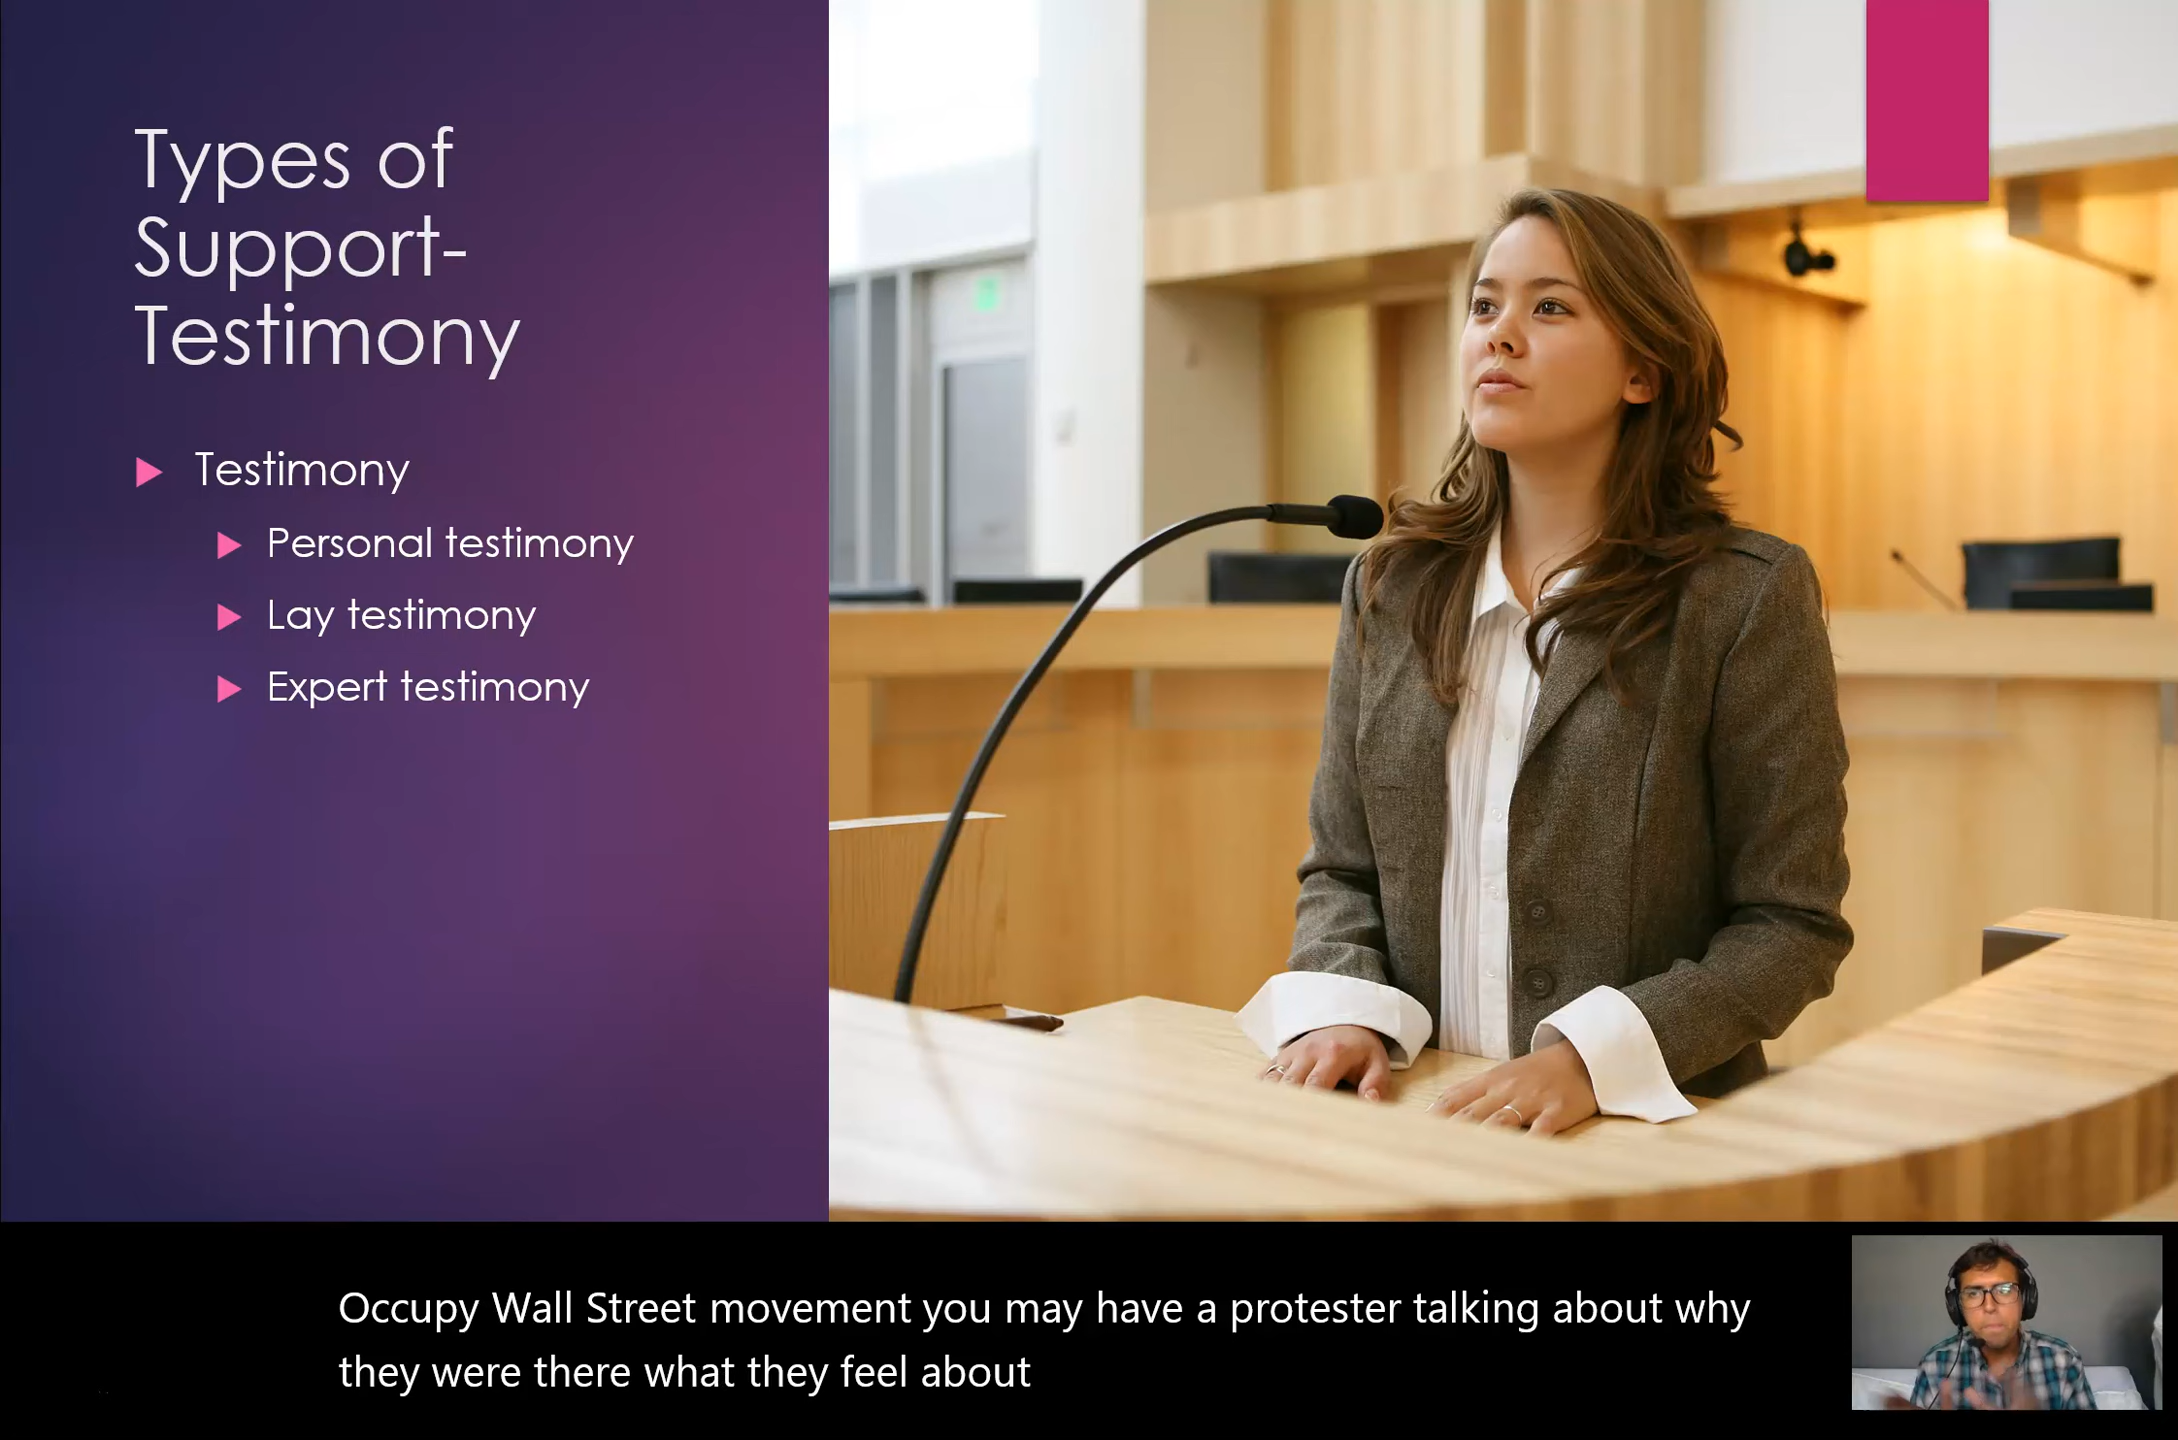 Types of
Support-
Testimony
Testimony
Personal testimony
Lay testimony
Expert testimony
Occupy Wall Street movement you may have a protester talking about why
they were there what they feel about